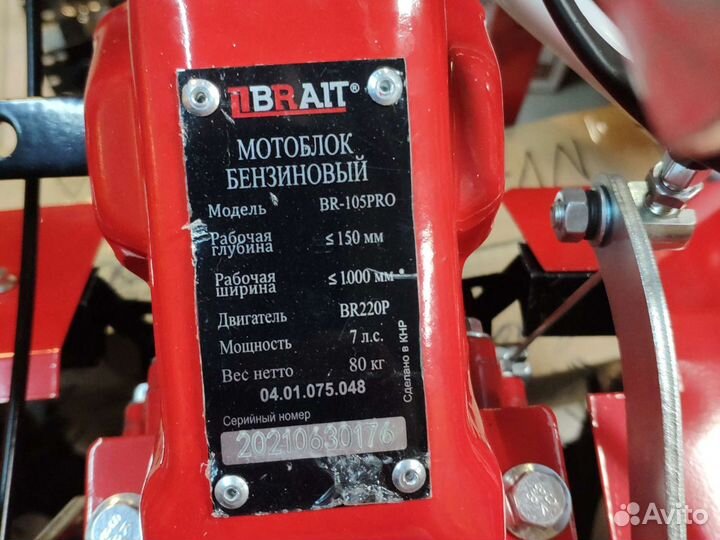 BRAIT®
МОТОБЛОК
БЕНЗИНОВЫЙ
Модель BR-105PRO
Рабочая глубина ≤ 150 мм
Рабочая ширина ≤ 1000 мм
Двигатель BR220P
Мощность 7 л.с.
Вес нетто 80 кг
04.01.075.048
Сделано в КНР
Серийный номер
20210630176
Avito